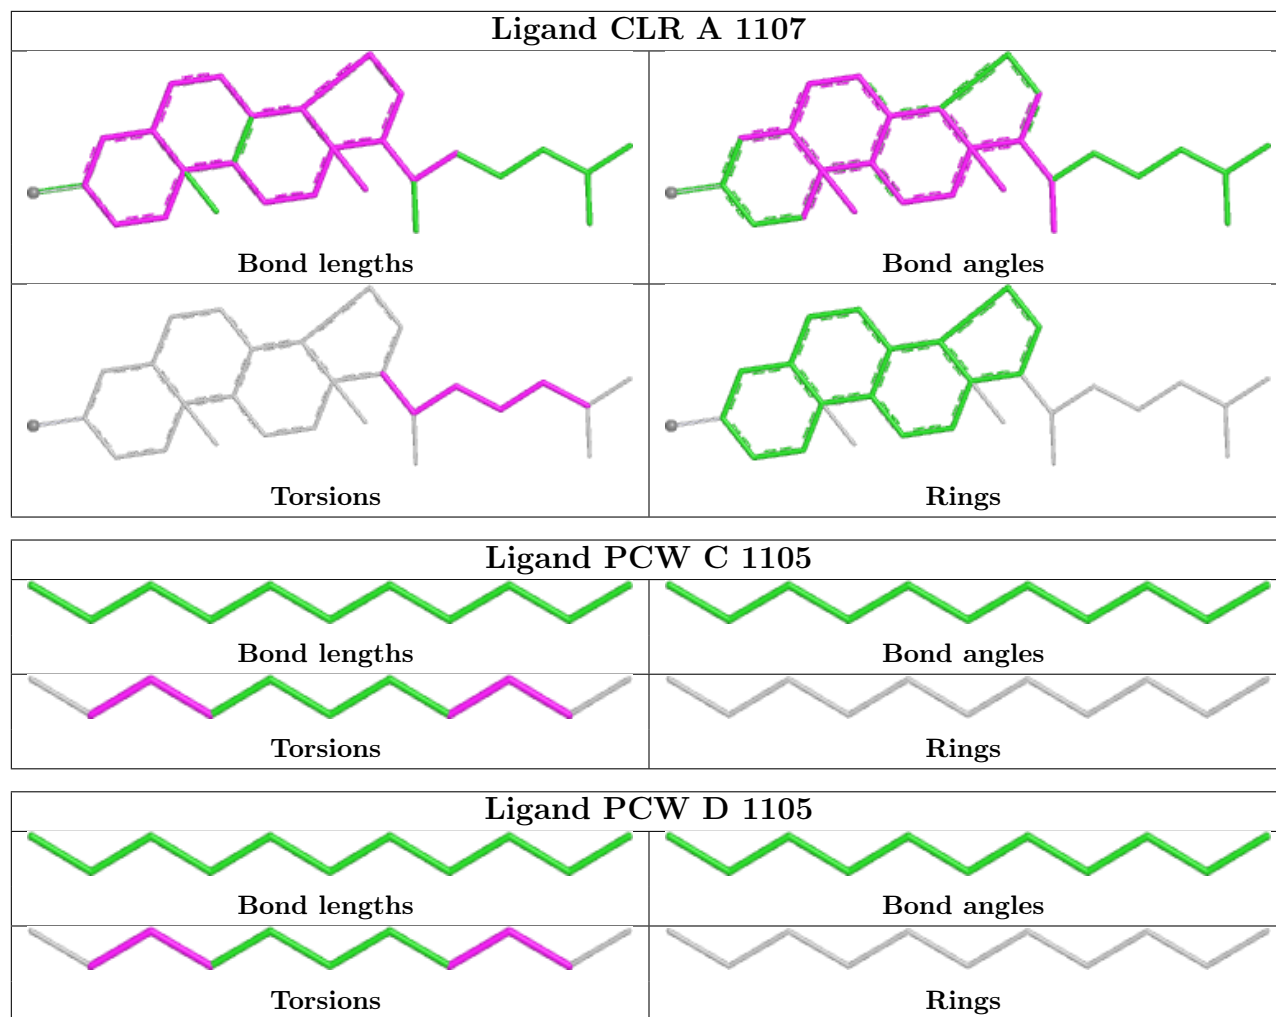 Ligand CLR A 1107
Bond lengths
Bond angles
Torsions
Rings
Ligand PCW C 1105
Bond lengths
Bond angles
Torsions
Rings
Ligand PCW D 1105
Bond lengths
Bond angles
Torsions
Rings